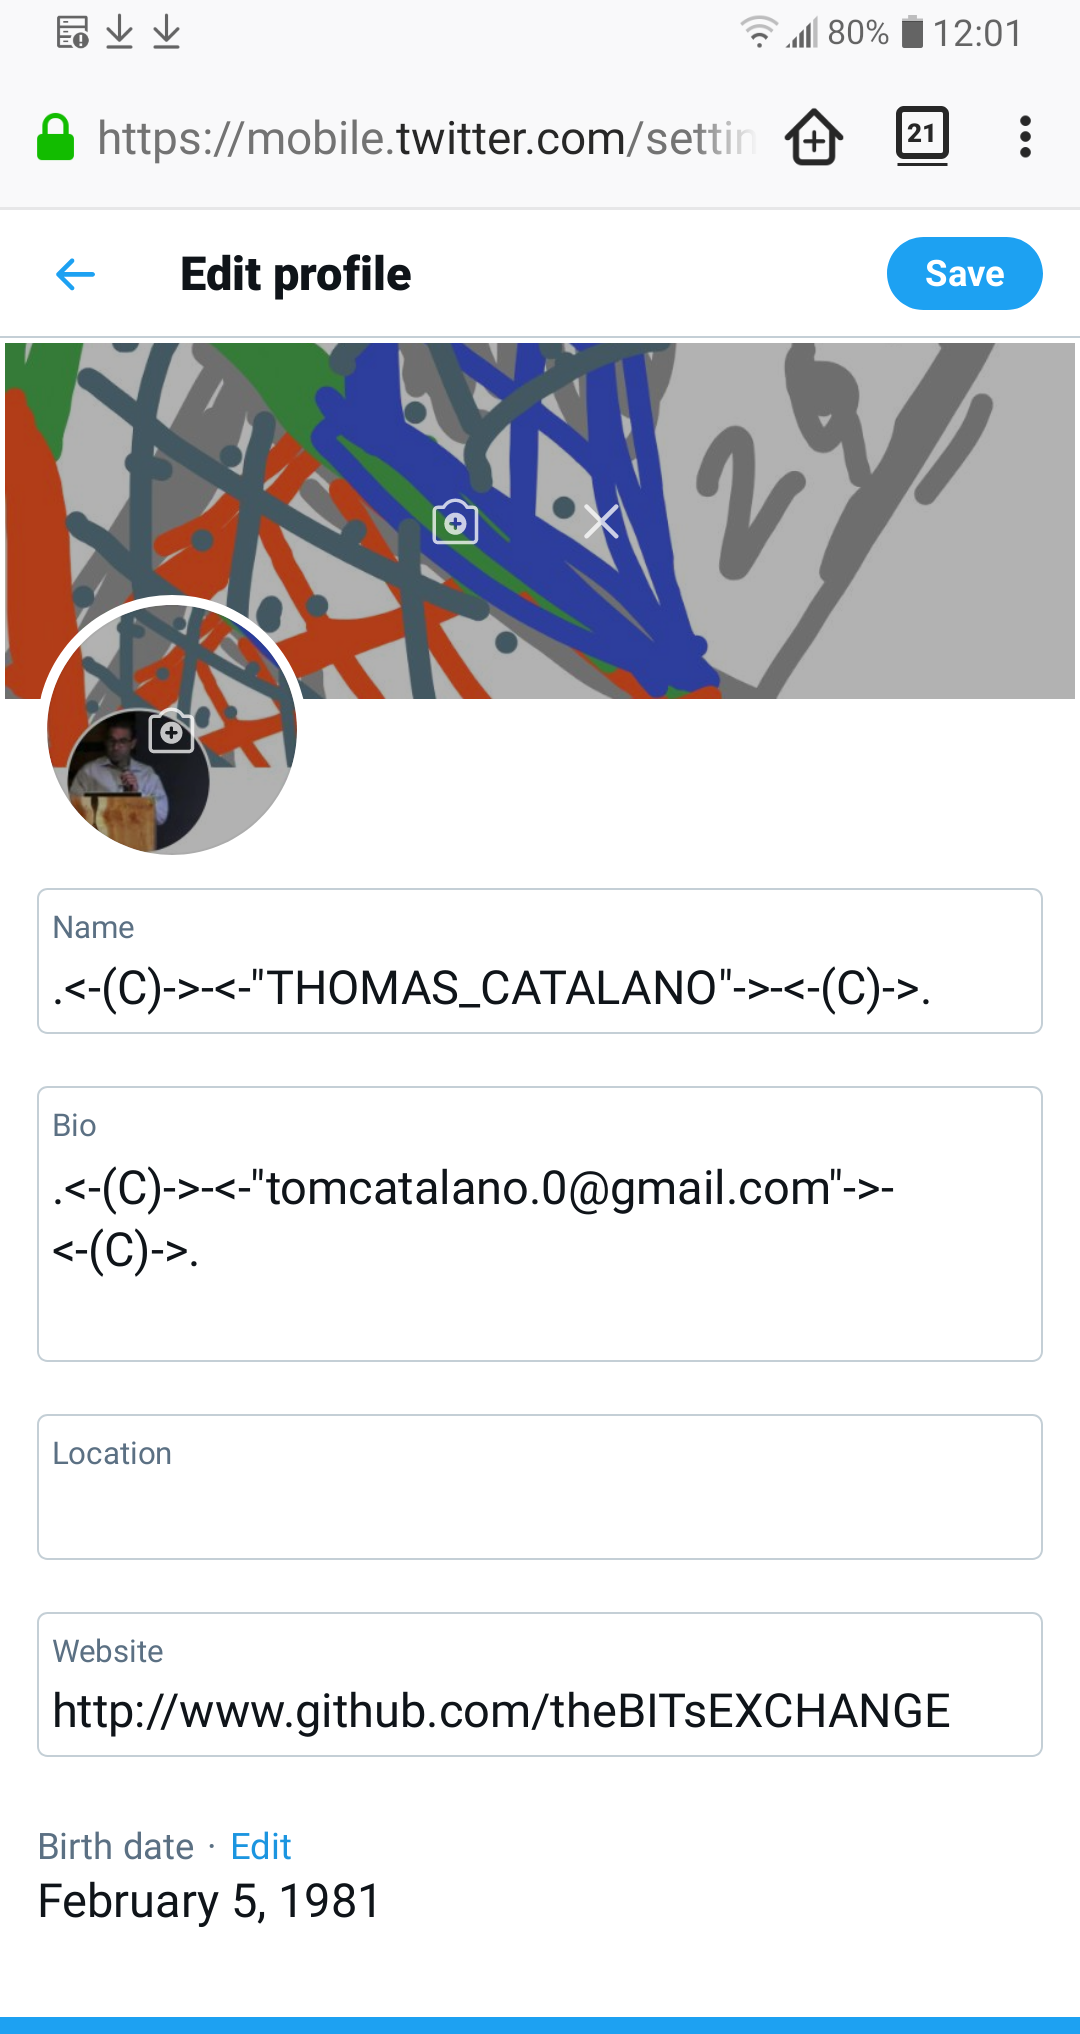 80% 12:01
https://mobile.twitter.com/settin
21
Edit profile
Save
29
Name
.<-(C)->-<-"THOMAS_CATALANO"->-<-(C)->.
Bio
.<-(C)->-<-"tomcatalano.0@gmail.com"->-
<-(C)->.
Location
Website
http://www.github.com/theBITsEXCHANGE
Birth date · Edit
February 5, 1981